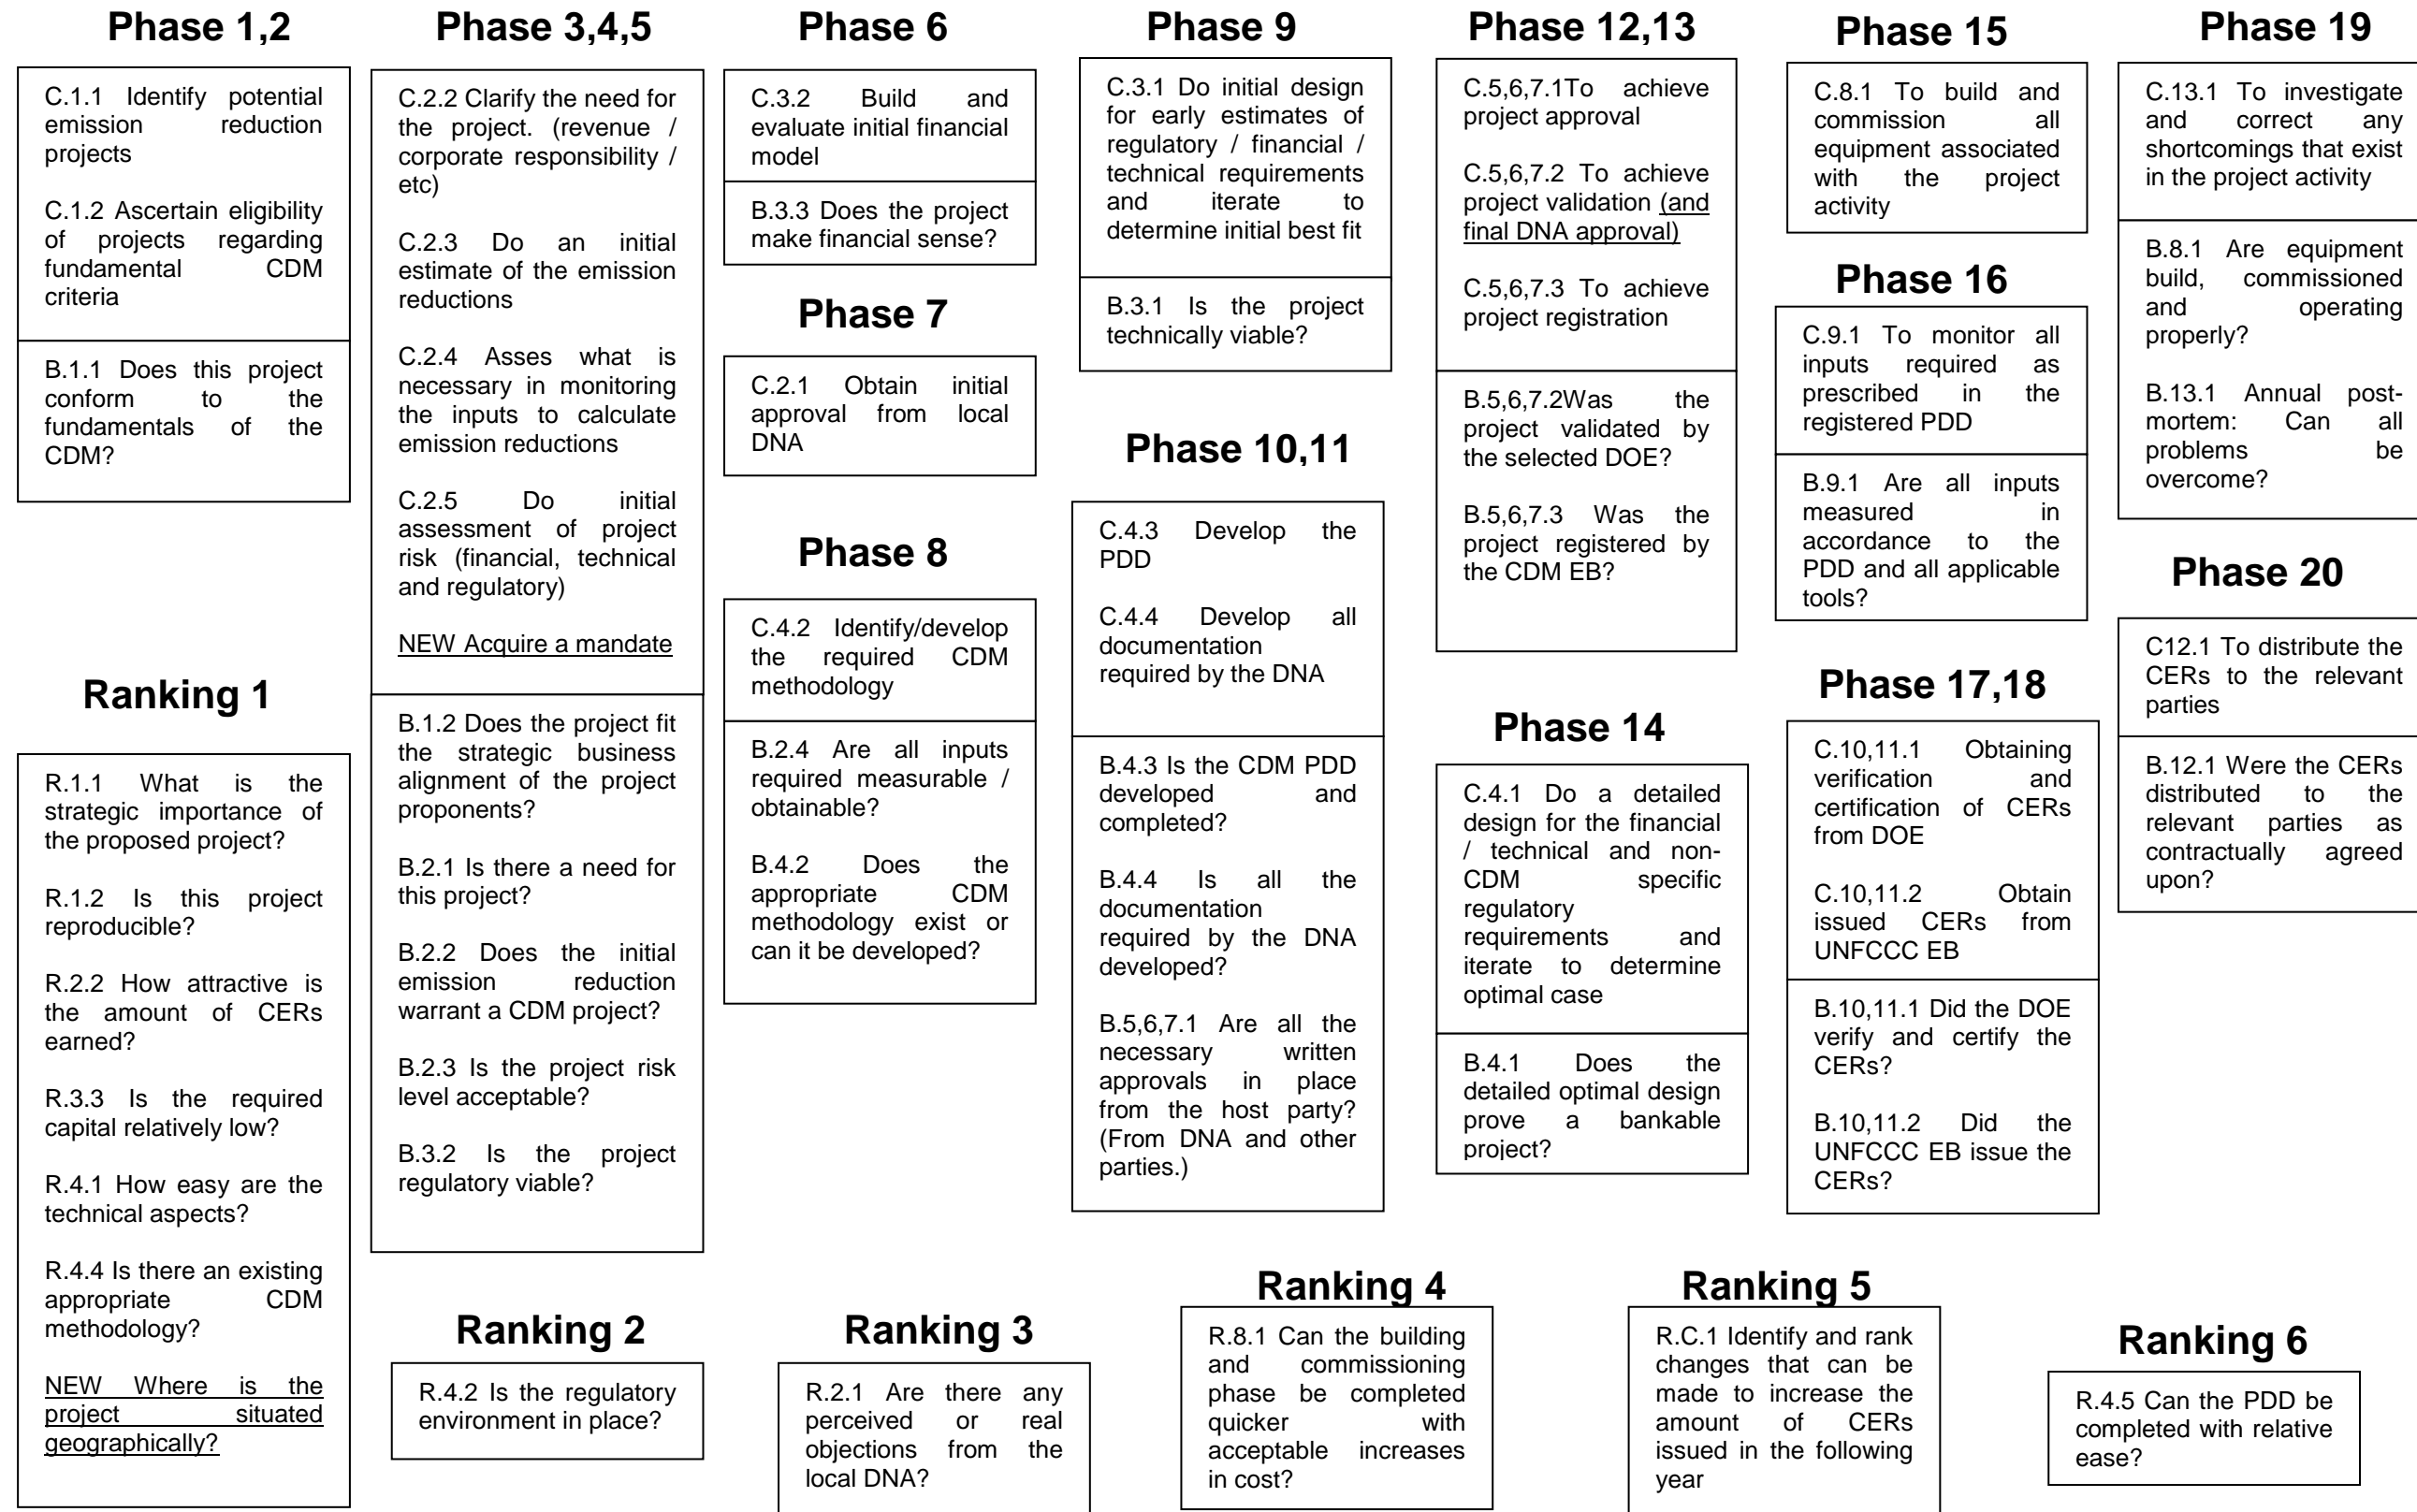 Phase 1,2
C.1.1 Identify potential
emission reduction
projects
C.1.2 Ascertain eligibility
of projects regarding
fundamental CDM
criteria
B.1.1 Does this project
conform to the
fundamentals of the
CDM?
Ranking 1
R.1.1 What is the
strategic importance of
the proposed project?
R.1.2 Is this project
reproducible?
R.2.2 How attractive is
the amount of CERs
earned?
R.3.3 Is the required
capital relatively low?
R.4.1 How easy are the
technical aspects?
R.4.4 Is there an existing
appropriate CDM
methodology?
NEW Where is the
project situated
geographically?
Phase 3,4,5
C.2.2 Clarify the need for
the project. (revenue /
corporate responsibility /
etc)
C.2.3 Do an initial
estimate of the emission
reductions
C.2.4 Asses what is
necessary in monitoring
the inputs to calculate
emission reductions
C.2.5 Do initial
assessment of project
risk (financial, technical
and regulatory)
NEW Acquire a mandate
B.1.2 Does the project fit
the strategic business
alignment of the project
proponents?
B.2.1 Is there a need for
this project?
B.2.2 Does the initial
emission reduction
warrant a CDM project?
B.2.3 Is the project risk
level acceptable?
B.3.2 Is the project
regulatory viable?
Ranking 2
R.4.2 Is the regulatory
environment in place?
Phase 6
C.3.2 Build and
evaluate initial financial
model
B.3.3 Does the project
make financial sense?
Phase 7
C.2.1 Obtain initial
approval from local
DNA
Phase 8
C.4.2 Identify/develop
the required CDM
methodology
B.2.4 Are all inputs
required measurable /
obtainable?
B.4.2 Does the
appropriate CDM
methodology exist or
can it be developed?
Ranking 3
R.2.1 Are there any
perceived or real
objections from the
local DNA?
Phase 9
C.3.1 Do initial design
for early estimates of
regulatory / financial /
technical requirements
and iterate to
determine initial best fit
B.3.1 Is the project
technically viable?
Phase 10,11
C.4.3 Develop the
PDD
C.4.4 Develop all
documentation
required by the DNA
B.4.3 Is the CDM PDD
developed and
completed?
B.4.4 Is all the
documentation
required by the DNA
developed?
B.5,6,7.1 Are all the
necessary written
approvals in place
from the host party?
(From DNA and other
parties.)
Ranking 4
R.8.1 Can the building
and commissioning
phase be completed
quicker with
acceptable increases
in cost?
Phase 12,13
C.5,6,7.1To achieve
project approval
C.5,6,7.2 To achieve
project validation (and
final DNA approval)
C.5,6,7.3 To achieve
project registration
B.5,6,7.2Was the
project validated by
the selected DOE?
B.5,6,7.3 Was the
project registered by
the CDM EB?
Phase 14
C.4.1 Do a detailed
design for the financial
/ technical and non-
CDM specific
regulatory
requirements and
iterate to determine
optimal case
B.4.1 Does the
detailed optimal design
prove a bankable
project?
Ranking 5
R.C.1 Identify and rank
changes that can be
made to increase the
amount of CERs
issued in the following
year
Phase 15
C.8.1 To build and
commission all
equipment associated
with the project
activity
Phase 16
C.9.1 To monitor all
inputs required as
prescribed in the
registered PDD
B.9.1 Are all inputs
measured in
accordance to the
PDD and all applicable
tools?
Phase 17,18
C.10,11.1 Obtaining
verification and
certification of CERs
from DOE
C.10,11.2 Obtain
issued CERs from
UNFCCC EB
B.10,11.1 Did the DOE
verify and certify the
CERs?
B.10,11.2 Did the
UNFCCC EB issue the
CERs?
Phase 19
C.13.1 To investigate
and correct any
shortcomings that exist
in the project activity
B.8.1 Are equipment
build, commissioned
and operating
properly?
B.13.1 Annual post-
mortem: Can all
problems be
overcome?
Phase 20
C12.1 To distribute the
CERs to the relevant
parties
B.12.1 Were the CERs
distributed to the
relevant parties as
contractually agreed
upon?
Ranking 6
R.4.5 Can the PDD be
completed with relative
ease?